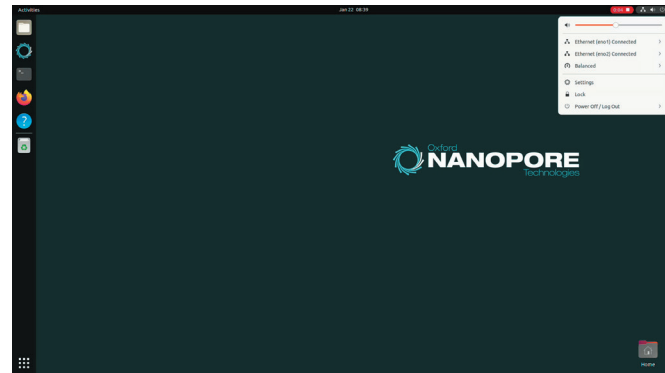 Activities
Jan 22 08:39
Ethernet (eno1) Connected
Ethernet (eno2) Connected
Balanced
Settings
Lock
Power Off / Log Out
Oxford
NANOPORE
Technologies
Home